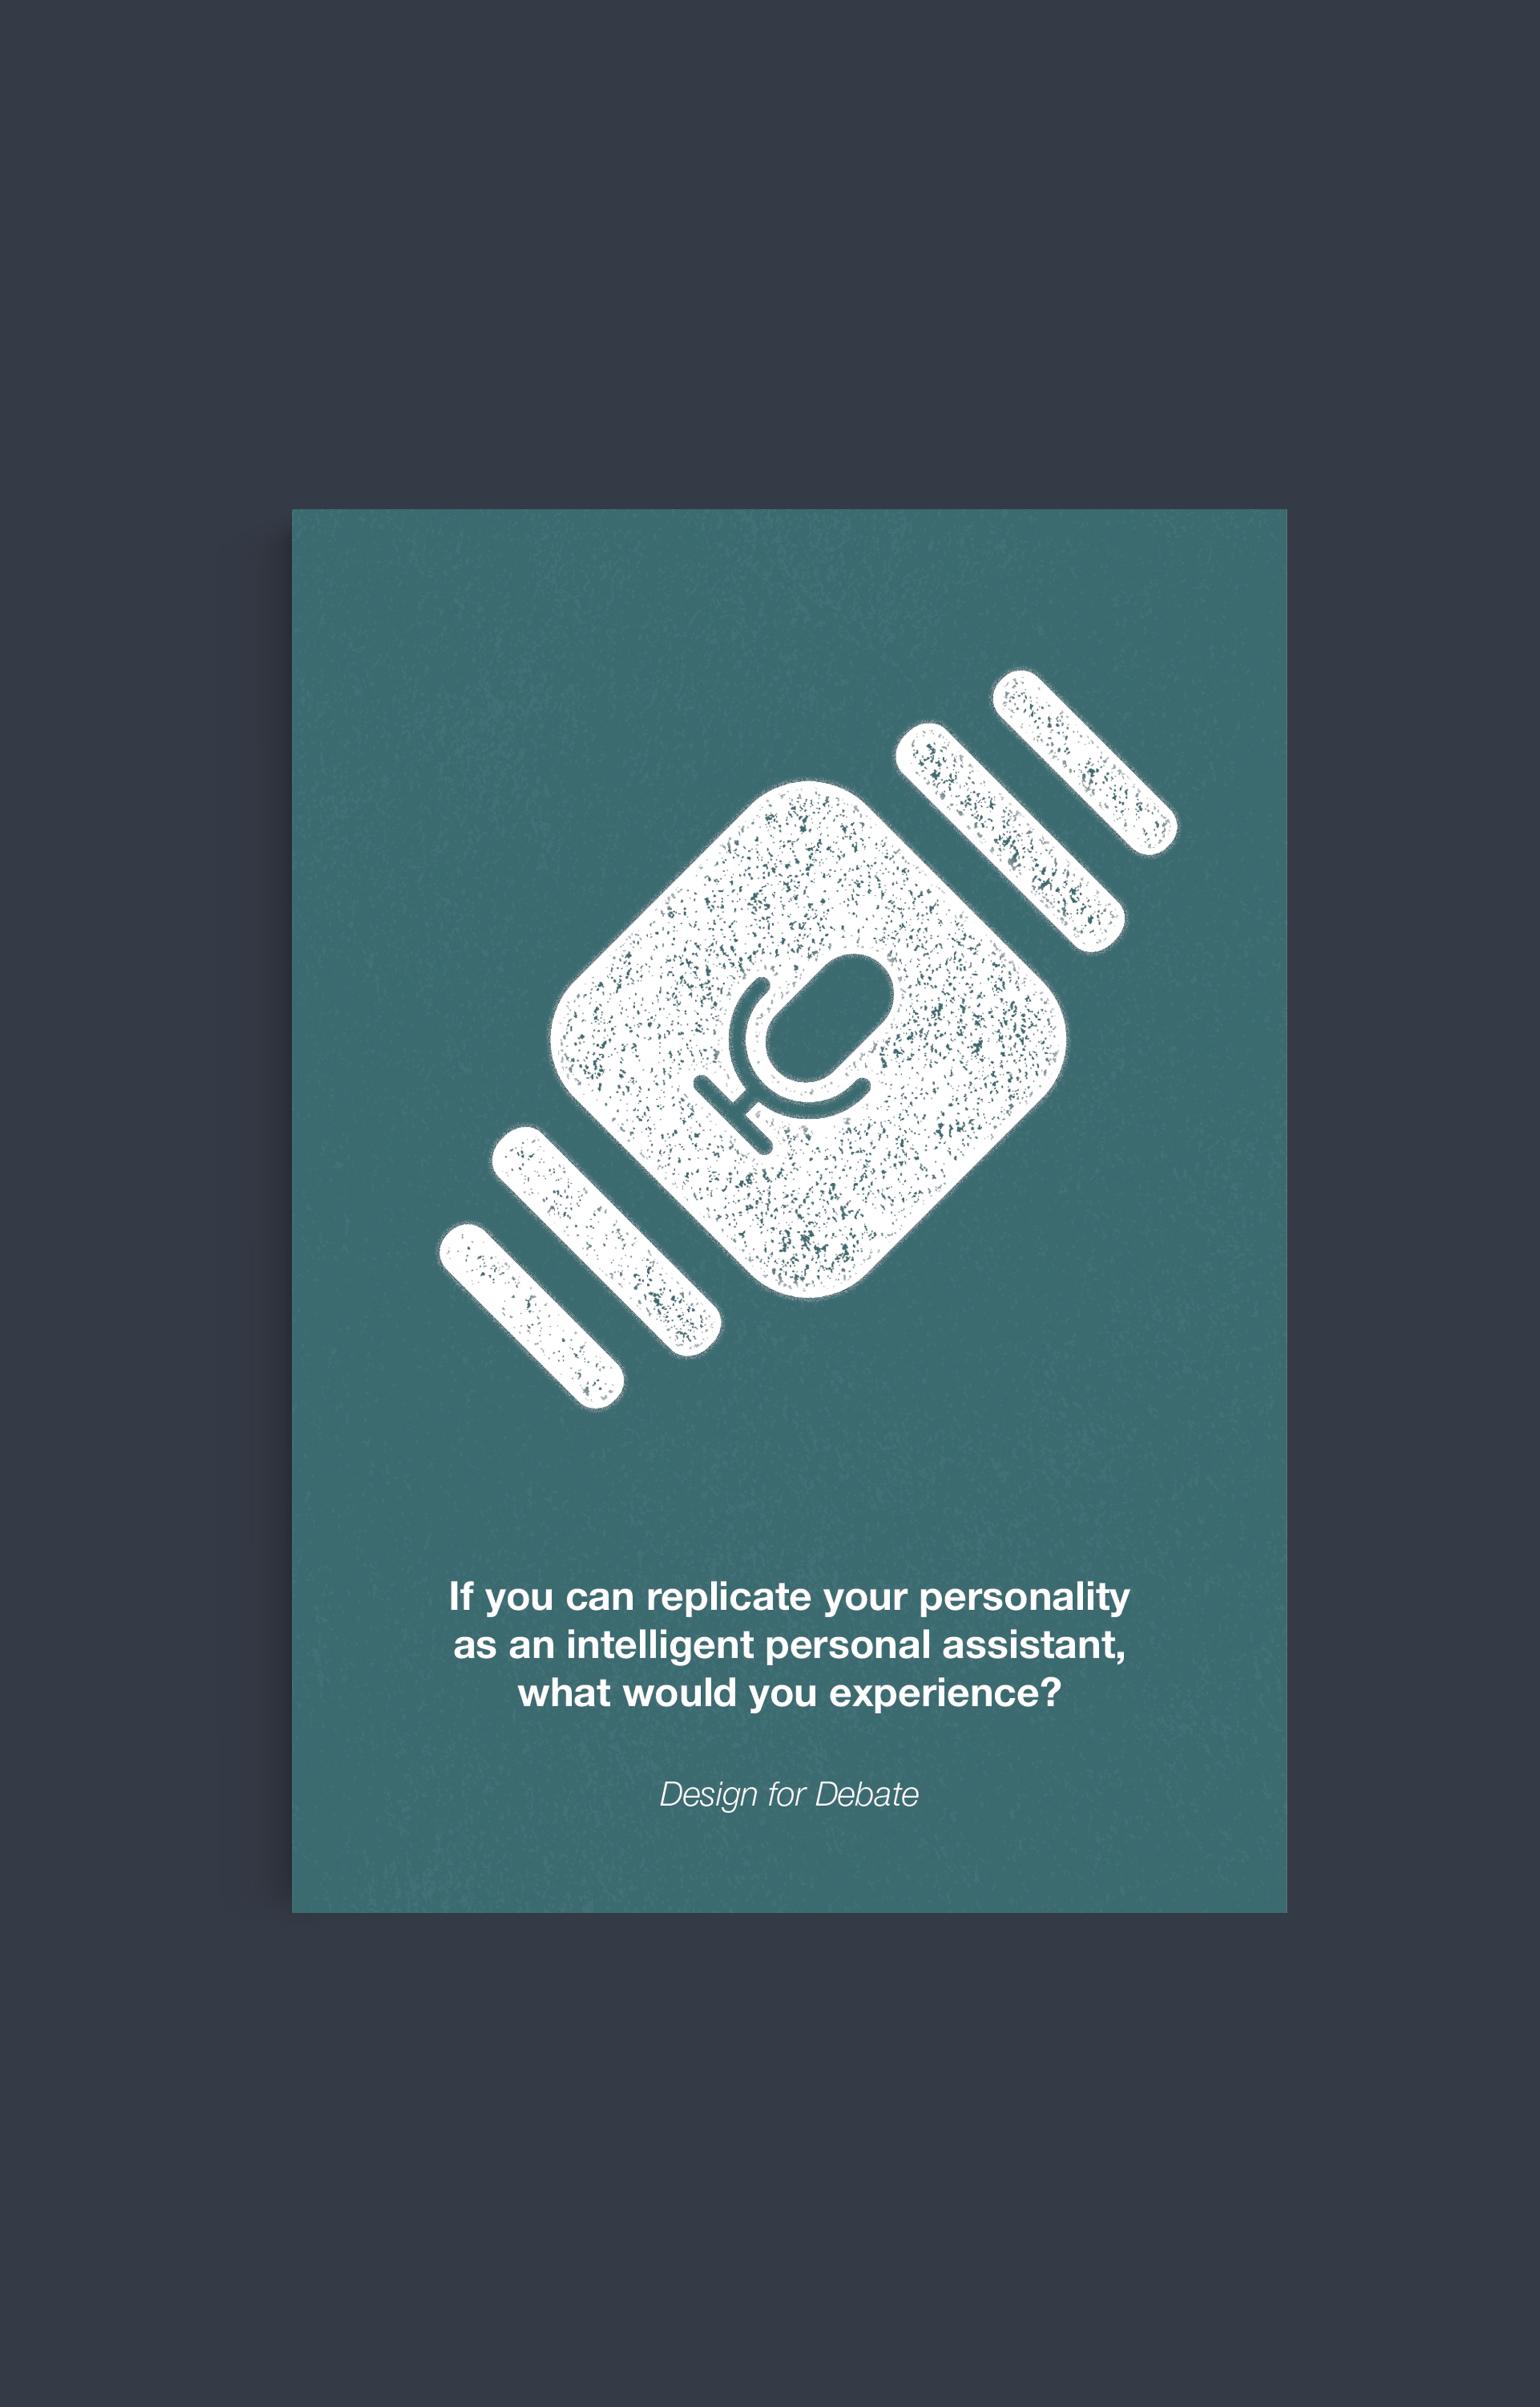 If you can replicate your personality
as an intelligent personal assistant,
what would you experience?
Design for Debate